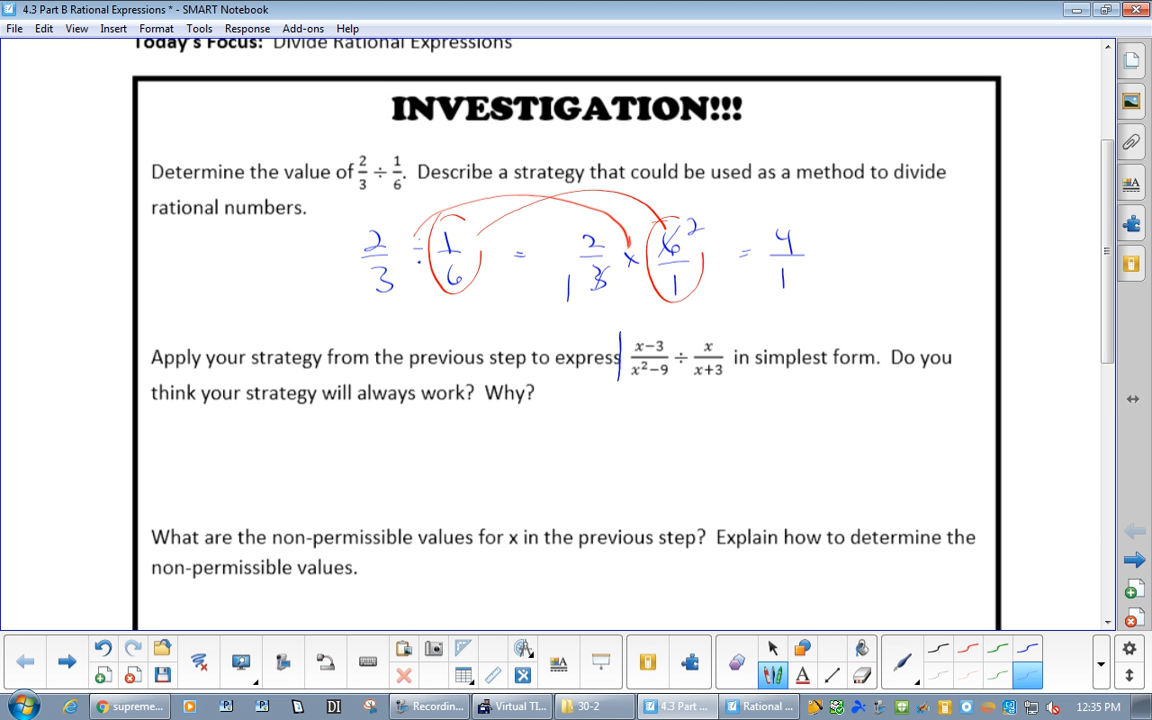 4.3 Part B Rational Expressions * - SMART Notebook
File Edit View Insert Format Tools Response Add-ons Help
Today's Focus: Divide Rational Expressions
INVESTIGATION!!!
Determine the value of 2/3 ÷ 1/6. Describe a strategy that could be used as a method to divide
rational numbers.
2/3 ÷ 1/6 = 2/3 1 × 6/1 2 = 4/1
Apply your strategy from the previous step to express (x−3)/(x²−9) ÷ x/(x+3) in simplest form. Do you
think your strategy will always work? Why?
What are the non-permissible values for x in the previous step? Explain how to determine the
non-permissible values.
supreme... Recordin... Virtual TI... 30-2 4.3 Part ... Rational ... 12:35 PM